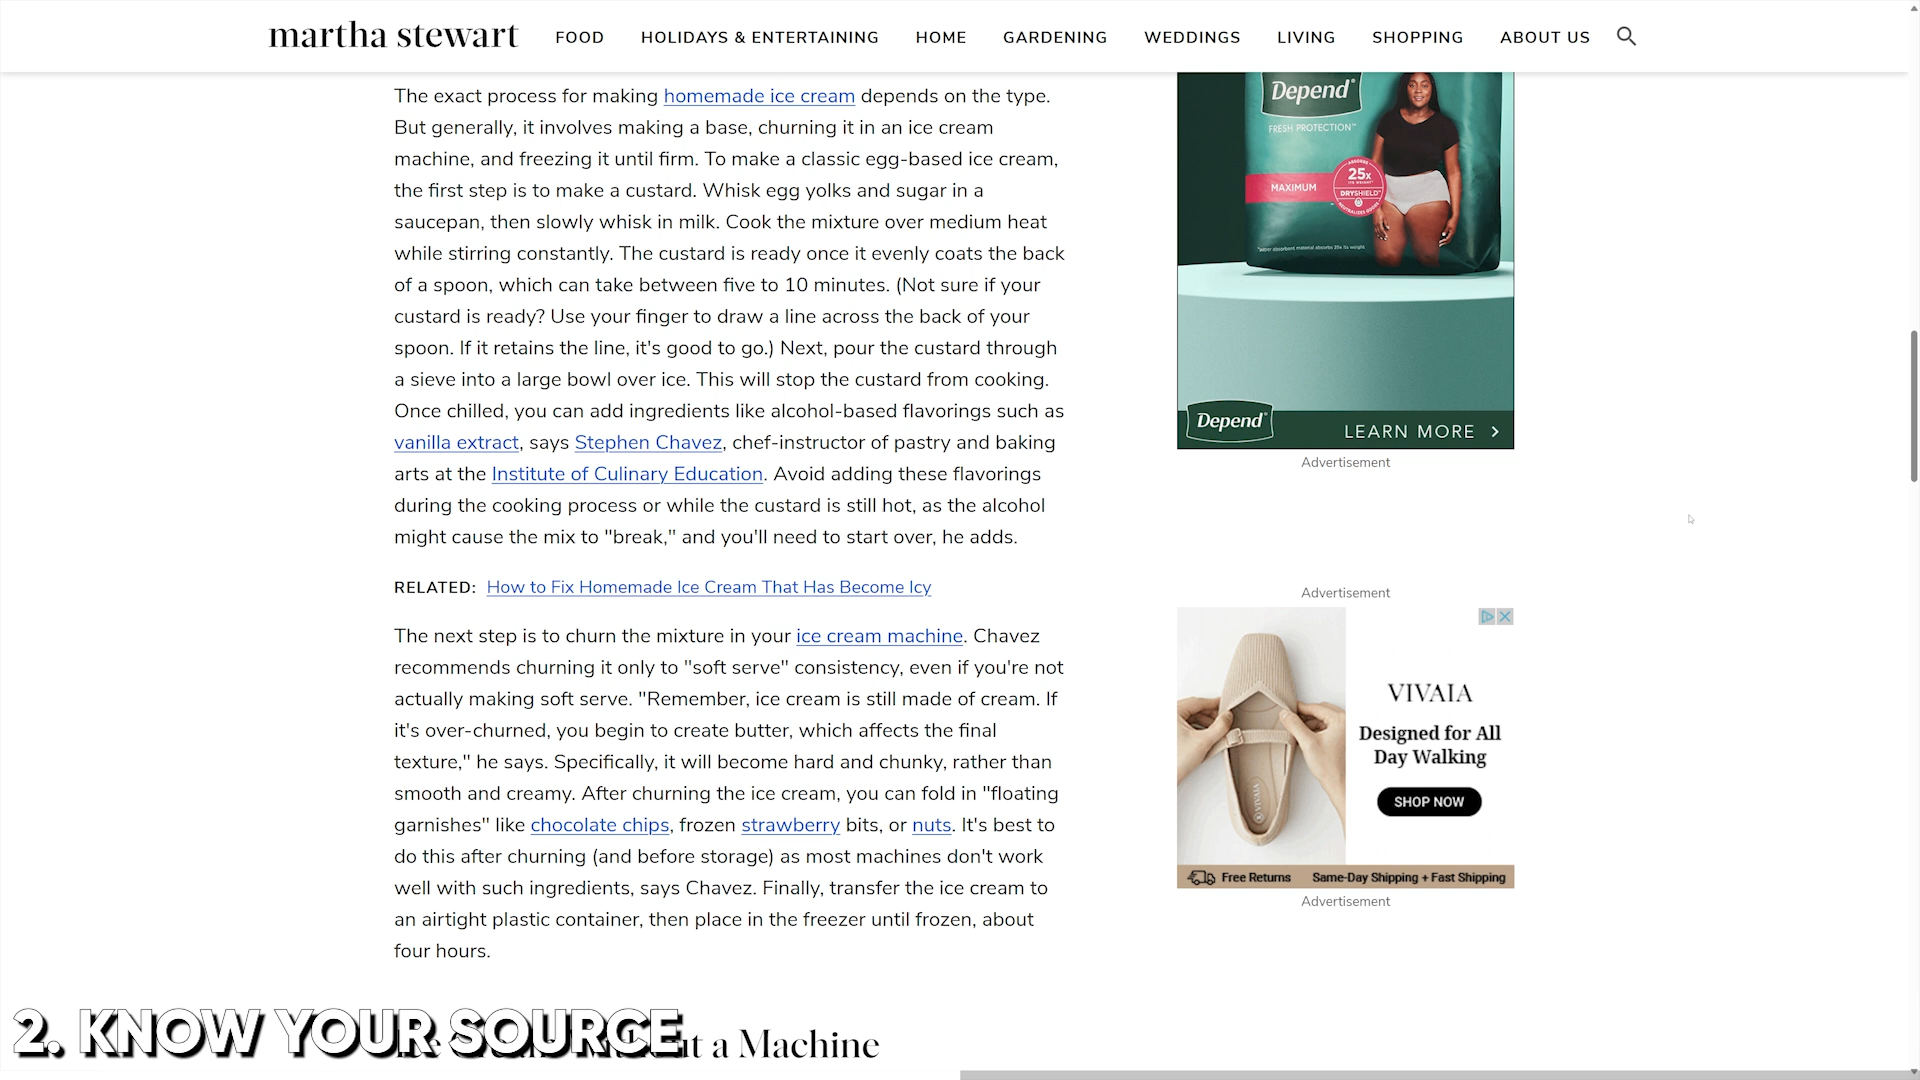 martha stewart
FOOD
HOLIDAYS & ENTERTAINING
HOME
GARDENING
WEDDINGS
LIVING
SHOPPING
ABOUT US
The exact process for making homemade ice cream depends on the type.
But generally, it involves making a base, churning it in an ice cream
machine, and freezing it until firm. To make a classic egg-based ice cream,
the first step is to make a custard. Whisk egg yolks and sugar in a
saucepan, then slowly whisk in milk. Cook the mixture over medium heat
while stirring constantly. The custard is ready once it evenly coats the back
of a spoon, which can take between five to 10 minutes. (Not sure if your
custard is ready? Use your finger to draw a line across the back of your
spoon. If it retains the line, it's good to go.) Next, pour the custard through
a sieve into a large bowl over ice. This will stop the custard from cooking.
Once chilled, you can add ingredients like alcohol-based flavorings such as
vanilla extract, says Stephen Chavez, chef-instructor of pastry and baking
arts at the Institute of Culinary Education. Avoid adding these flavorings
during the cooking process or while the custard is still hot, as the alcohol
might cause the mix to "break," and you'll need to start over, he adds.
RELATED: How to Fix Homemade Ice Cream That Has Become Icy
The next step is to churn the mixture in your ice cream machine. Chavez
recommends churning it only to "soft serve" consistency, even if you're not
actually making soft serve. "Remember, ice cream is still made of cream. If
it's over-churned, you begin to create butter, which affects the final
texture," he says. Specifically, it will become hard and chunky, rather than
smooth and creamy. After churning the ice cream, you can fold in "floating
garnishes" like chocolate chips, frozen strawberry bits, or nuts. It's best to
do this after churning (and before storage) as most machines don't work
well with such ingredients, says Chavez. Finally, transfer the ice cream to
an airtight plastic container, then place in the freezer until frozen, about
four hours.
a Machine
2. KNOW YOUR SOURCE
Depend
FRESH PROTECTION™
MAXIMUM
25x
DRYSHIELD
Depend
LEARN MORE
Advertisement
Advertisement
VIVAIA
Designed for All
Day Walking
SHOP NOW
Free Returns
Same-Day Shipping + Fast Shipping
Advertisement